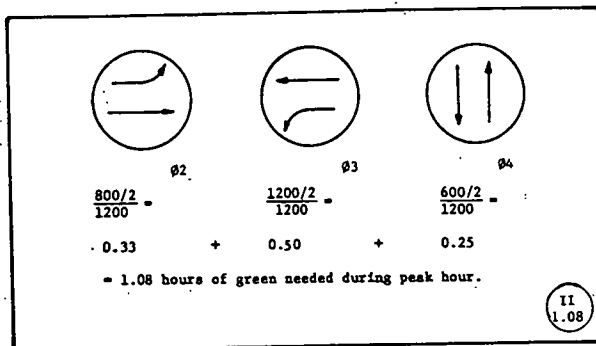 Ø2 Ø3 Ø4
800/2 = 1200/2 = 600/2 =
1200 1200 1200
0.33 + 0.50 + 0.25
= 1.08 hours of green needed during peak hour.
II
1.08